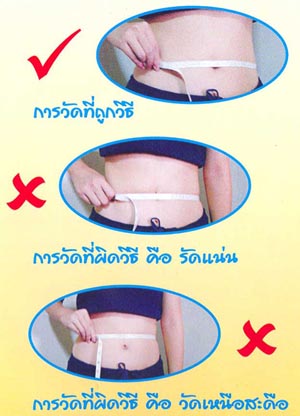 การวัดที่ถูกวิธี
การวัดที่ผิดวิธี คือ รัดแน่น
การวัดที่ผิดวิธี คือ วัดเหนือสะดือ